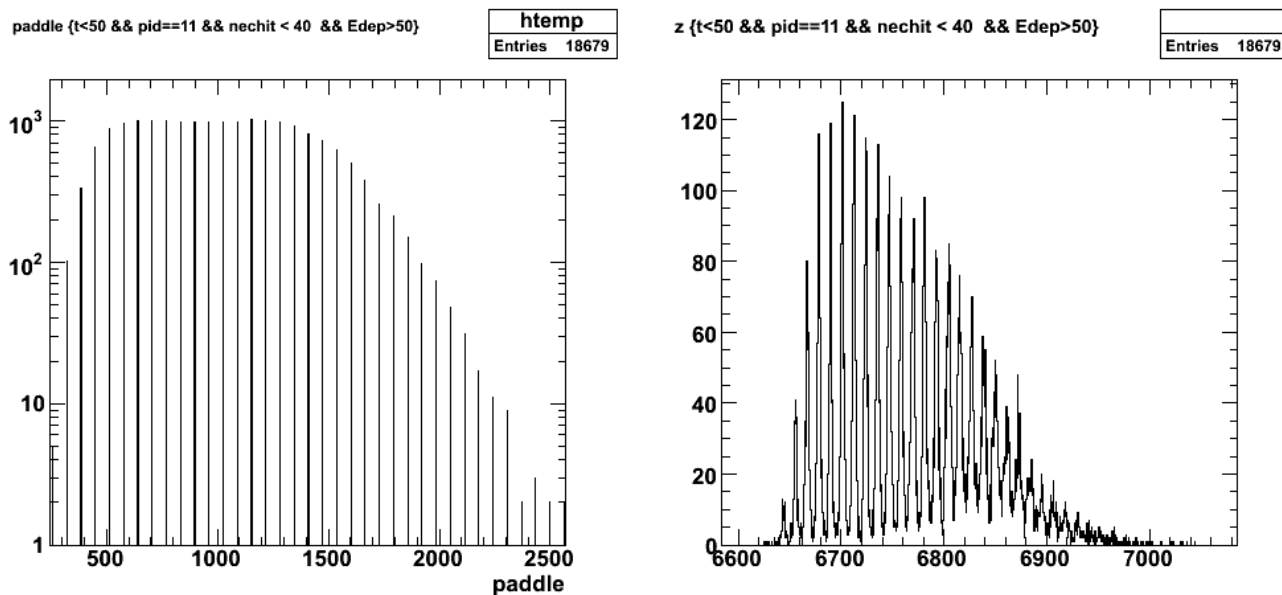 paddle {t<50 && pid==11 && nechit < 40 && Edep>50}
htemp
Entries 18679
10³
10²
10
1
500 1000 1500 2000 2500
paddle
z {t<50 && pid==11 && nechit < 40 && Edep>50}
Entries 18679
120
100
80
60
40
20
0
6600 6700 6800 6900 7000